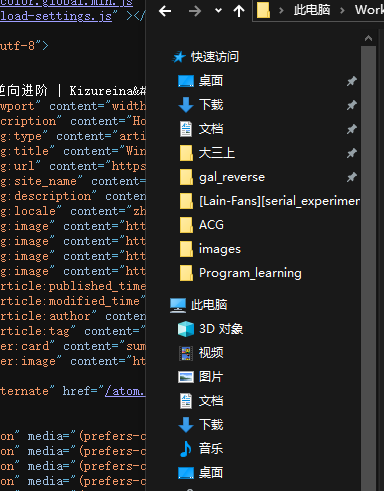 color.global.min.js
load-settings.js" ></
utf-8">
逆向进阶 | Kizureina&#
wport" content="width
cription" content="Ho
g:type" content="arti
g:title" content="Win
g:url" content="https
g:site_name" content=
g:description" conten
g:locale" content="zh
g:image" content="htt
g:image" content="htt
g:image" content="htt
g:image" content="htt
rticle:published_time
rticle:modified_time"
rticle:author" conten
rticle:tag" content="
er:card" content="sum
er:image" content="ht
ternate" href="/atom.
on" media="(prefers-c
on" media="(prefers-c
on" media="(prefers-c
on" media="(prefers-c
此电脑 > Work
快速访问
桌面
下载
文档
大三上
gal_reverse
[Lain-Fans][serial_experimer
ACG
images
Program_learning
此电脑
3D 对象
视频
图片
文档
下载
音乐
桌面